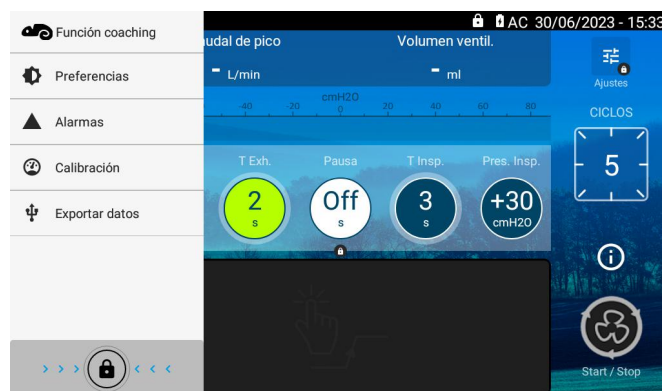 AC 30/06/2023 - 15:33
Función coaching
Preferencias
Alarmas
Calibración
Exportar datos
audal de pico
Volumen ventil.
- L/min
- ml
cmH2O
-40 -20 0 20 40 60 80
T Exh.
Pausa
T Insp.
Pres. Insp.
2
s
Off
s
3
s
+30
cmH2O
Ajustes
CICLOS
5
Start / Stop